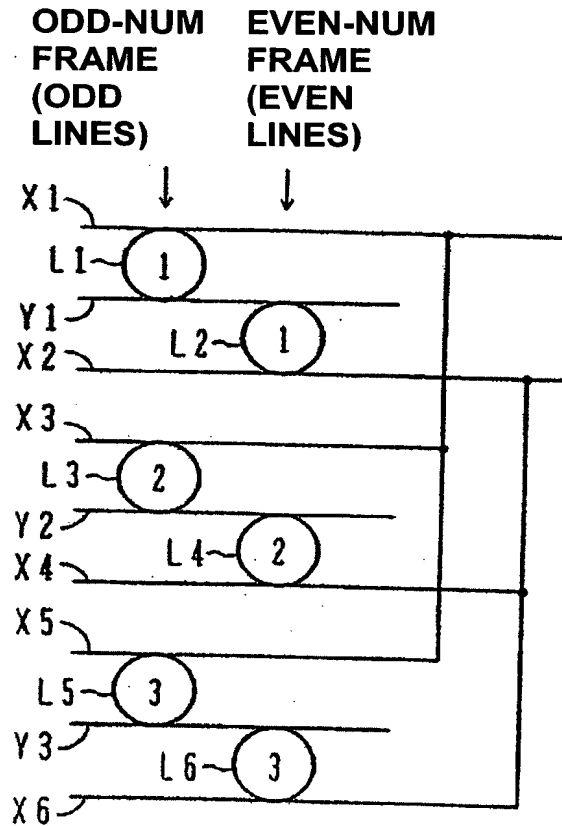 ODD-NUM EVEN-NUM
FRAME FRAME
(ODD (EVEN
LINES) LINES)
X1
L1 1
Y1
L2 1
X2
X3
L3 2
Y2
L4 2
X4
X5
L5 3
Y3
L6 3
X6